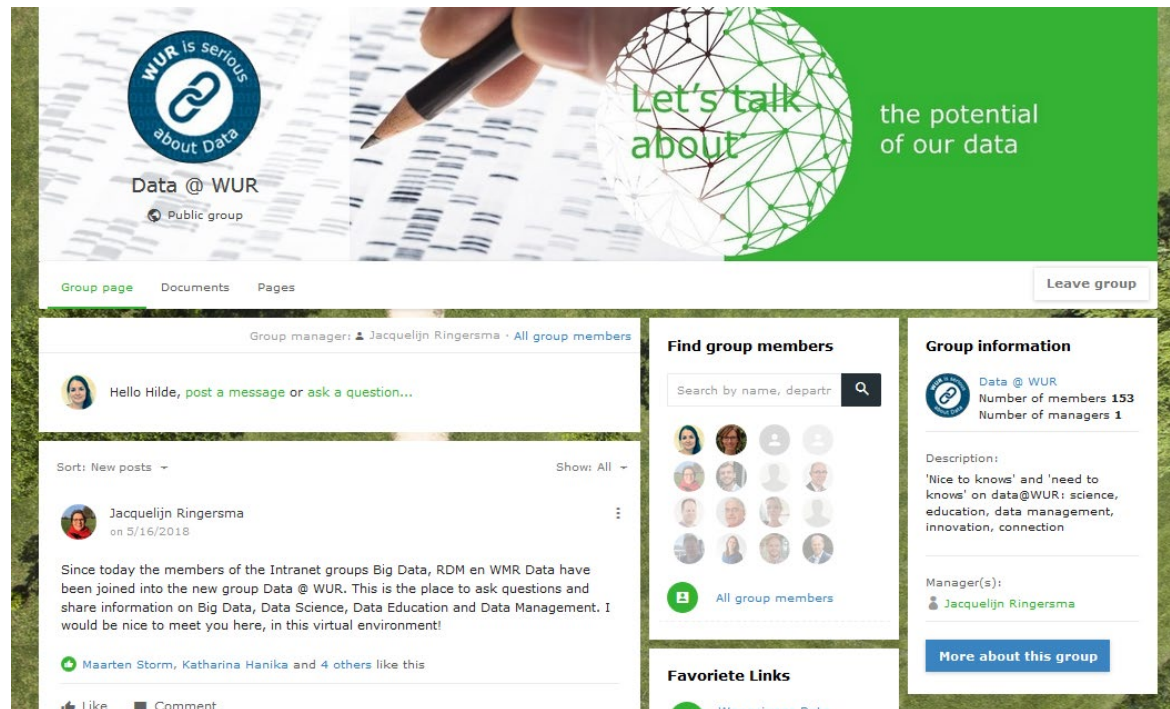 WUR is serious
about Data
Data @ WUR
Public group
Let's talk
about
the potential
of our data
Group page Documents Pages
Leave group
Group manager: Jacquelijn Ringersma · All group members
Hello Hilde, post a message or ask a question...
Sort: New posts
Show: All
Jacquelijn Ringersma
on 5/16/2018
Since today the members of the Intranet groups Big Data, RDM en WMR Data have
been joined into the new group Data @ WUR. This is the place to ask questions and
share information on Big Data, Data Science, Data Education and Data Management. I
would be nice to meet you here, in this virtual environment!
Maarten Storm, Katharina Hanika and 4 others like this
Like Comment
Find group members
Search by name, departr
All group members
Favoriete Links
Group information
WUR is serious
about Data
Data @ WUR
Number of members 153
Number of managers 1
Description:
'Nice to knows' and 'need to
knows' on data@WUR: science,
education, data management,
innovation, connection
Manager(s):
Jacquelijn Ringersma
More about this group